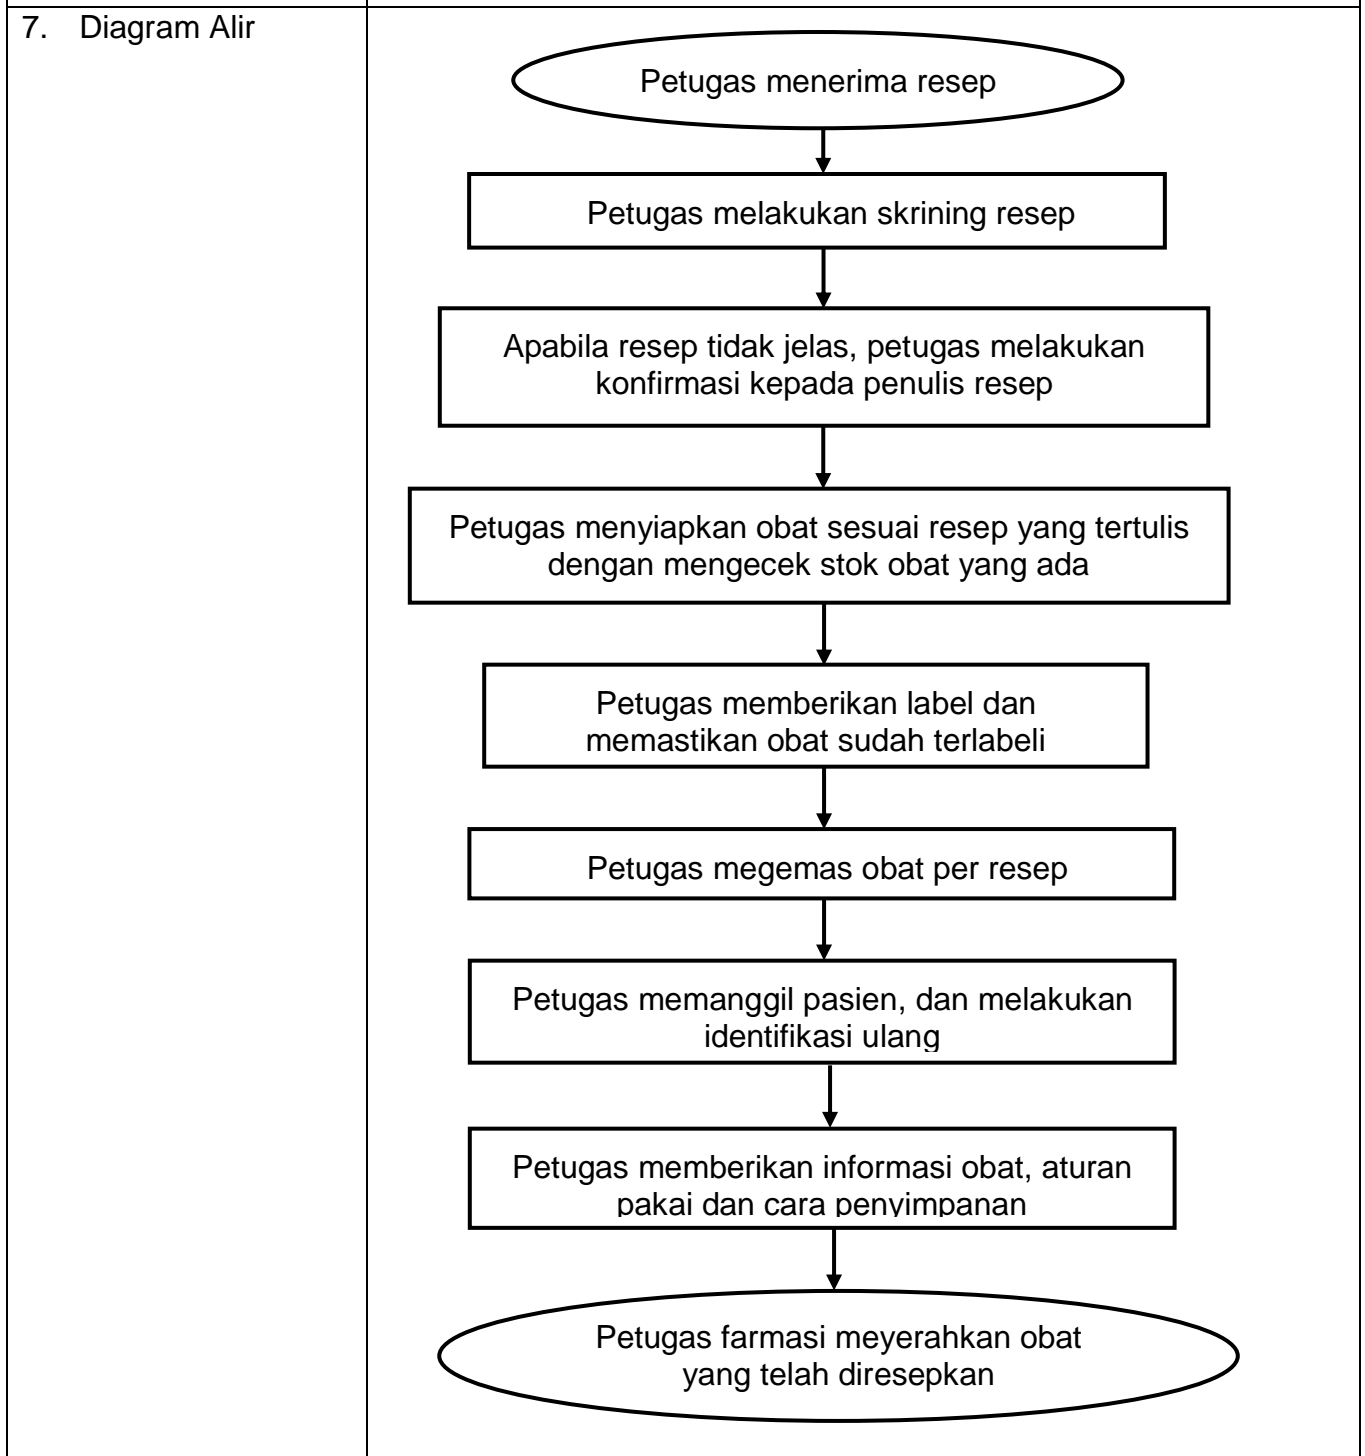 7. Diagram Alir
Petugas menerima resep
Petugas melakukan skrining resep
Apabila resep tidak jelas, petugas melakukan
konfirmasi kepada penulis resep
Petugas menyiapkan obat sesuai resep yang tertulis
dengan mengecek stok obat yang ada
Petugas memberikan label dan
memastikan obat sudah terlabeli
Petugas megemas obat per resep
Petugas memanggil pasien, dan melakukan
identifikasi ulang
Petugas memberikan informasi obat, aturan
pakai dan cara penyimpanan
Petugas farmasi meyerahkan obat
yang telah diresepkan